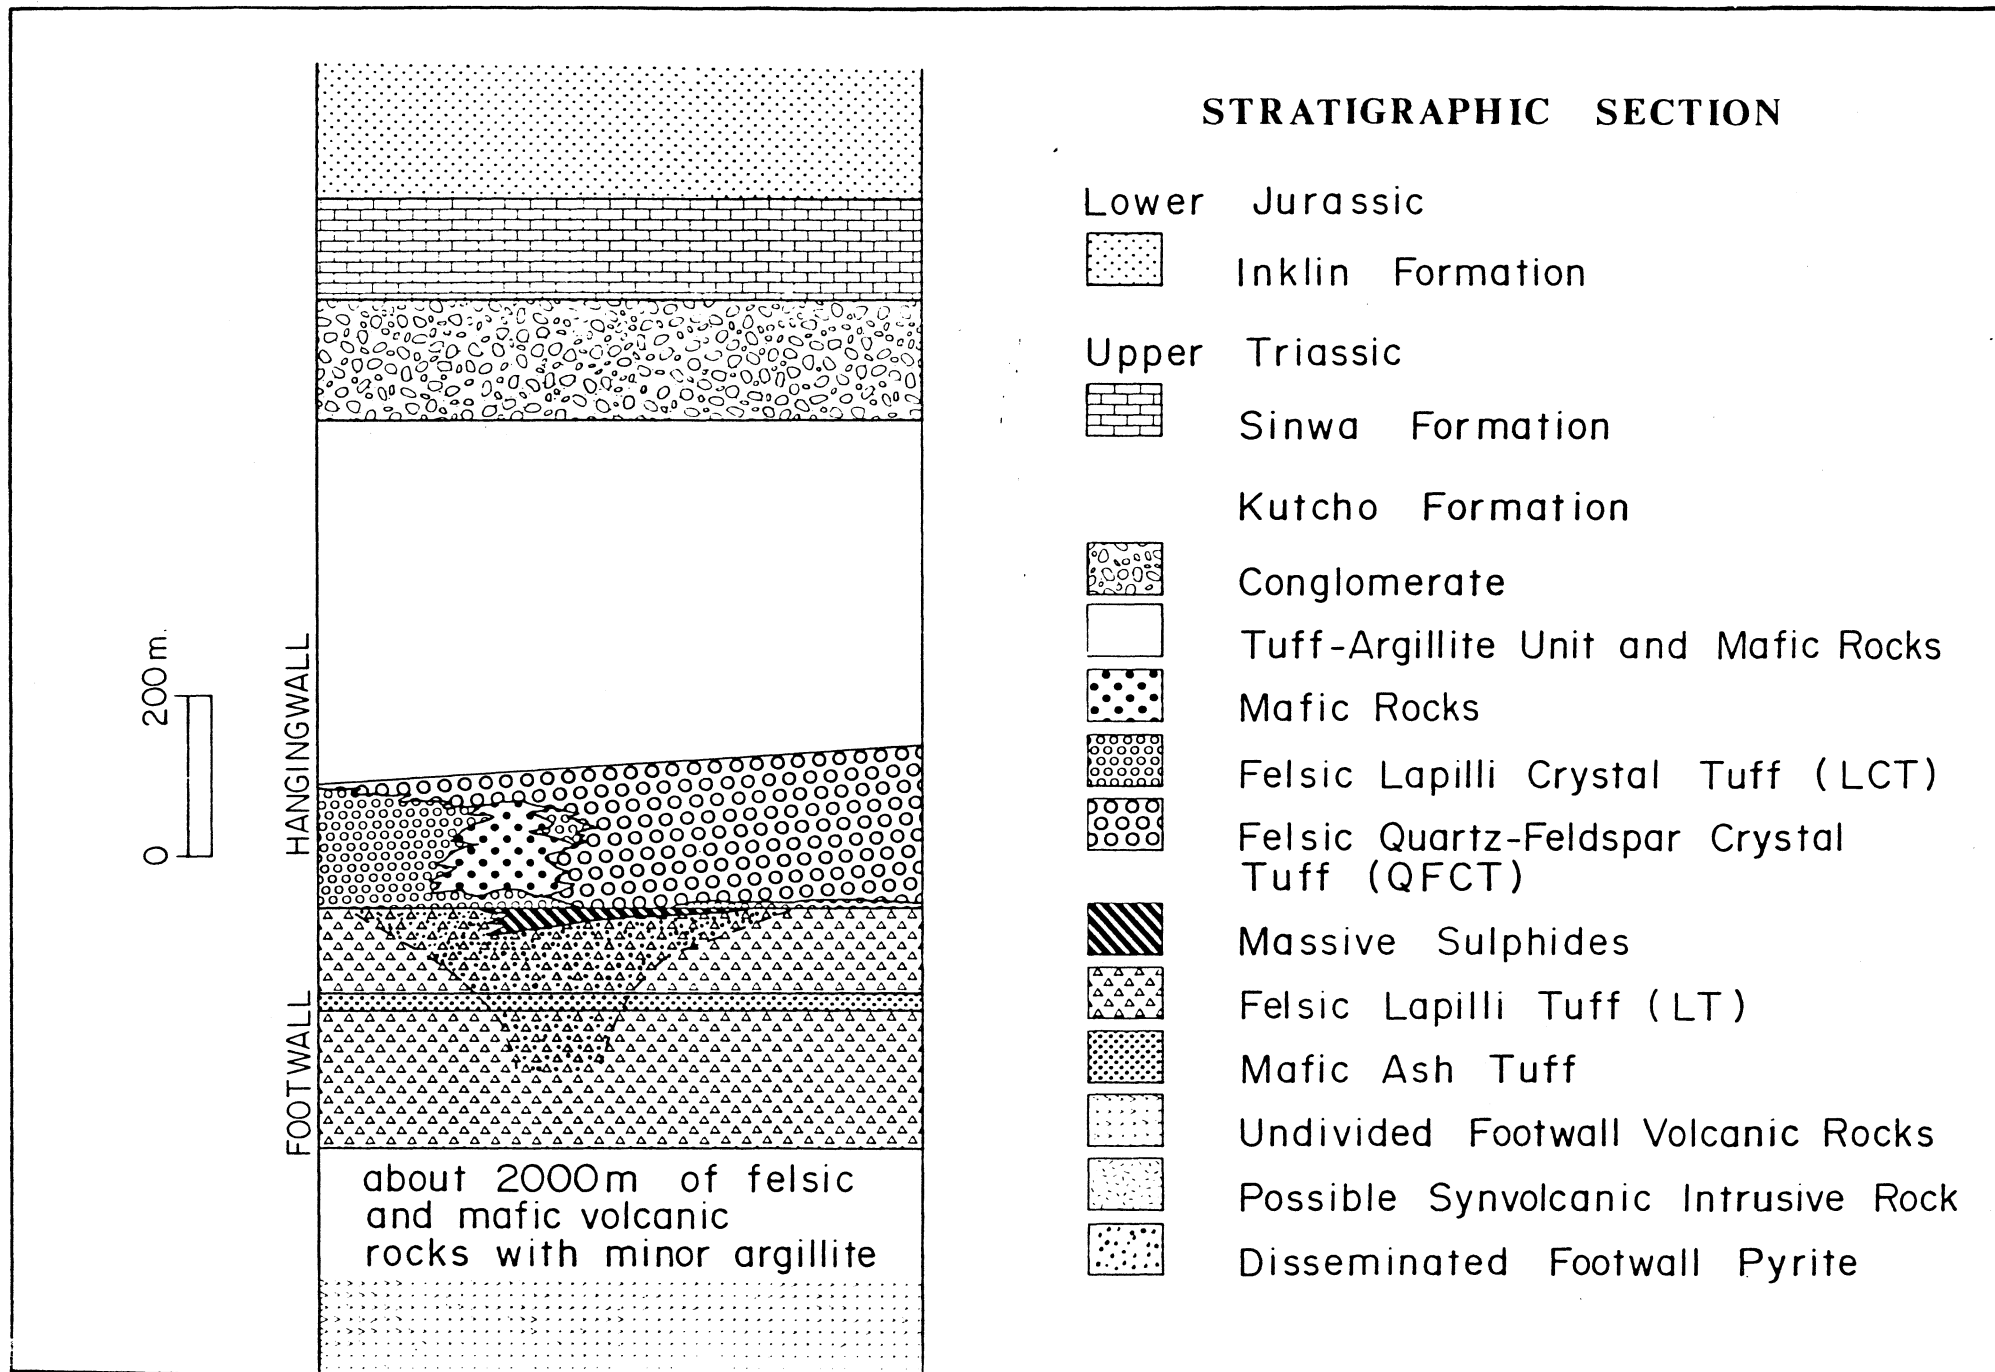 STRATIGRAPHIC SECTION
Lower Jurassic
Inklin Formation
Upper Triassic
Sinwa Formation
Kutcho Formation
Conglomerate
Tuff-Argillite Unit and Mafic Rocks
Mafic Rocks
Felsic Lapilli Crystal Tuff (LCT)
Felsic Quartz-Feldspar Crystal
Tuff (QFCT)
Massive Sulphides
Felsic Lapilli Tuff (LT)
Mafic Ash Tuff
Undivided Footwall Volcanic Rocks
Possible Synvolcanic Intrusive Rock
Disseminated Footwall Pyrite
200m.
0
HANGINGWALL
FOOTWALL
about 2000m of felsic
and mafic volcanic
rocks with minor argillite